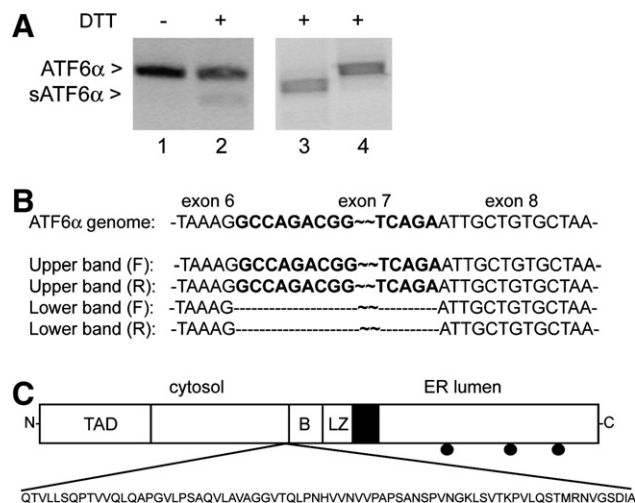 A
DTT - + + +
ATF6α >
sATF6α >
1 2 3 4
B
exon 6 exon 7 exon 8
ATF6α genome: -TAAAGGCCAGACGG~~TCAGAATTGCTGTGCTAA-
Upper band (F): -TAAAGGCCAGACGG~~TCAGAATTGCTGTGCTAA-
Upper band (R): -TAAAGGCCAGACGG~~TCAGAATTGCTGTGCTAA-
Lower band (F): -TAAAG---------------------~~----------ATTGCTGTGCTAA-
Lower band (R): -TAAAG---------------------~~----------ATTGCTGTGCTAA-
C
cytosol ER lumen
N- TAD B LZ -C
QTVLLSQPTVVQLQAPGVLPSAQVLAVAGGVTQLPNHVVNVVPAPSANSPVNGKLSVTKPVLQSTMRNVGSDIA